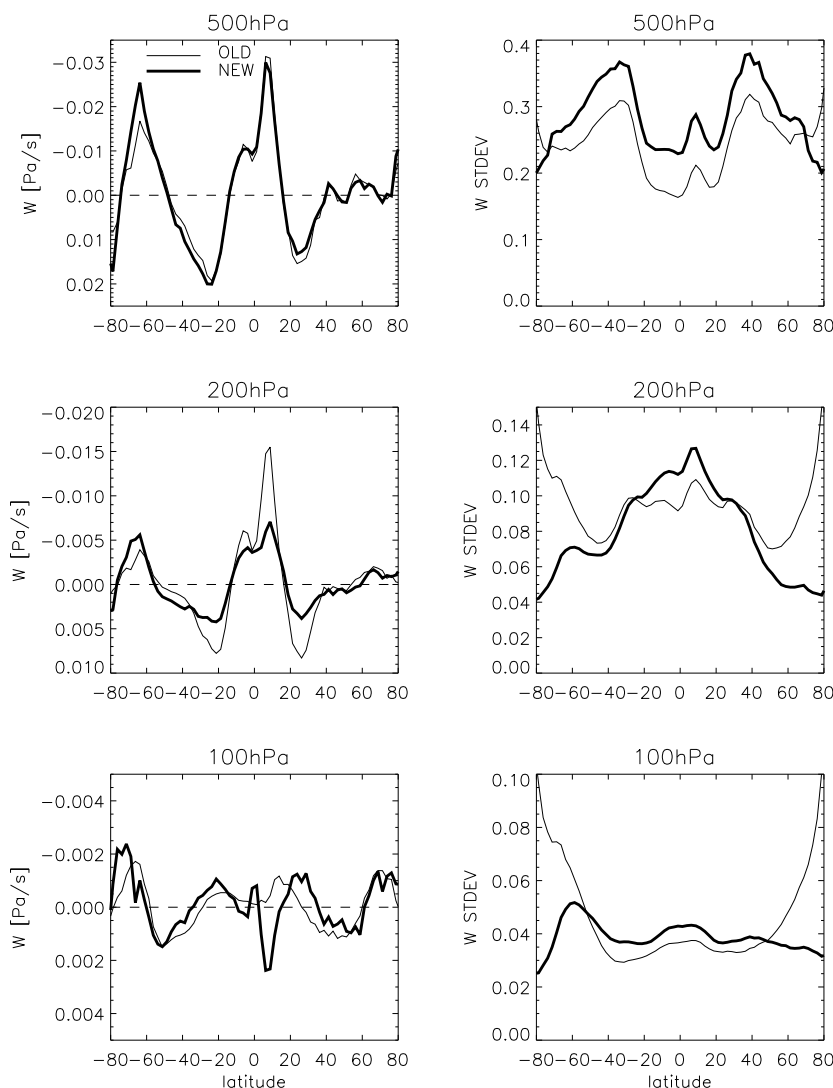 500hPa
OLD
NEW
W [Pa/s]
-0.03
-0.02
-0.01
0.00
0.01
0.02
-80-60-40-20 0 20 40 60 80
500hPa
W STDEV
0.4
0.3
0.2
0.1
0.0
-80-60-40-20 0 20 40 60 80
200hPa
W [Pa/s]
-0.020
-0.015
-0.010
-0.005
0.000
0.005
0.010
-80-60-40-20 0 20 40 60 80
200hPa
W STDEV
0.14
0.12
0.10
0.08
0.06
0.04
0.02
0.00
-80-60-40-20 0 20 40 60 80
100hPa
W [Pa/s]
-0.004
-0.002
0.000
0.002
0.004
-80-60-40-20 0 20 40 60 80
latitude
100hPa
W STDEV
0.10
0.08
0.06
0.04
0.02
0.00
-80-60-40-20 0 20 40 60 80
latitude